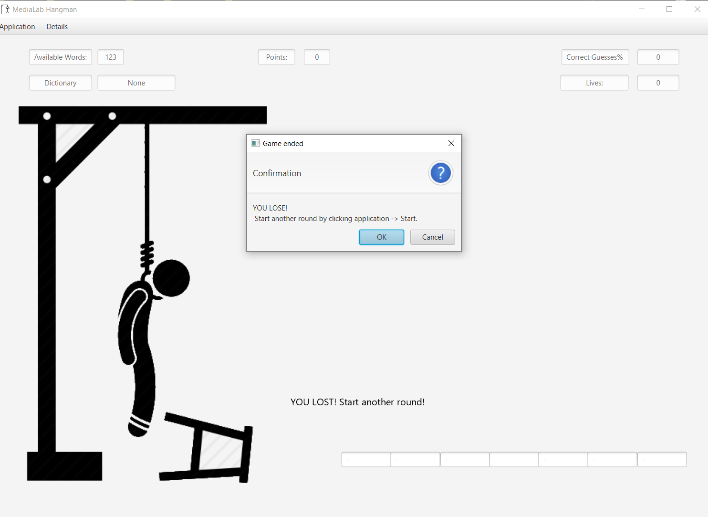 MediaLab Hangman
Application Details
Available Words: 123 Points: 0 Correct Guesses% 0
Dictionary None Lives: 0
Game ended
Confirmation
?
YOU LOSE!
Start another round by clicking application -> Start.
OK Cancel
YOU LOST! Start another round!